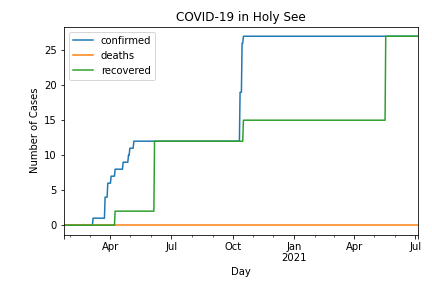 COVID-19 in Holy See
confirmed
deaths
recovered
Number of Cases
25
20
15
10
5
0
Apr Jul Oct Jan Apr Jul
2021
Day